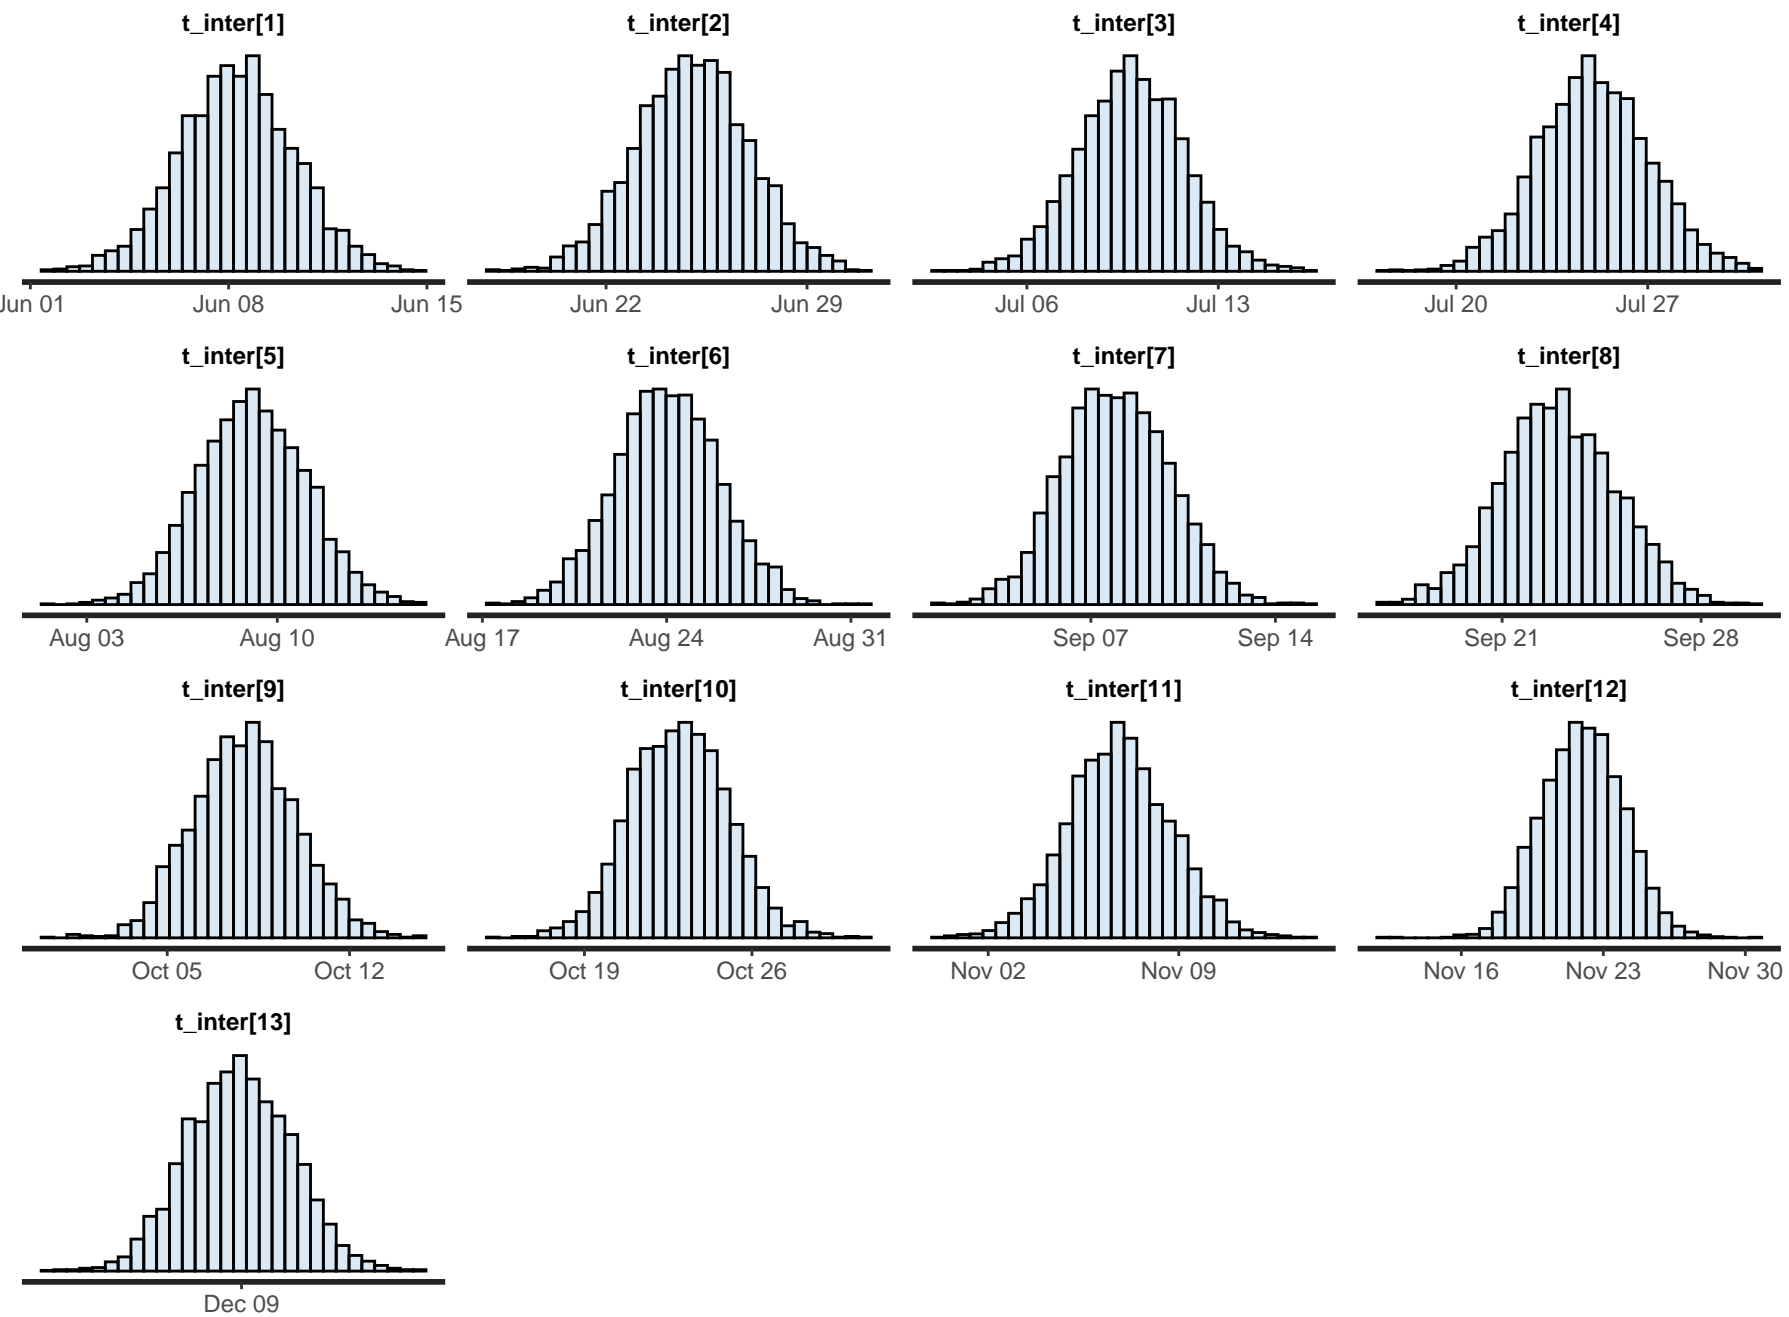 t_inter[1] t_inter[2] t_inter[3] t_inter[4]
Jun 01 Jun 08 Jun 15 Jun 22 Jun 29 Jul 06 Jul 13 Jul 20 Jul 27
t_inter[5] t_inter[6] t_inter[7] t_inter[8]
Aug 03 Aug 10 Aug 17 Aug 24 Aug 31 Sep 07 Sep 14 Sep 21 Sep 28
t_inter[9] t_inter[10] t_inter[11] t_inter[12]
Oct 05 Oct 12 Oct 19 Oct 26 Nov 02 Nov 09 Nov 16 Nov 23 Nov 30
t_inter[13]
Dec 09